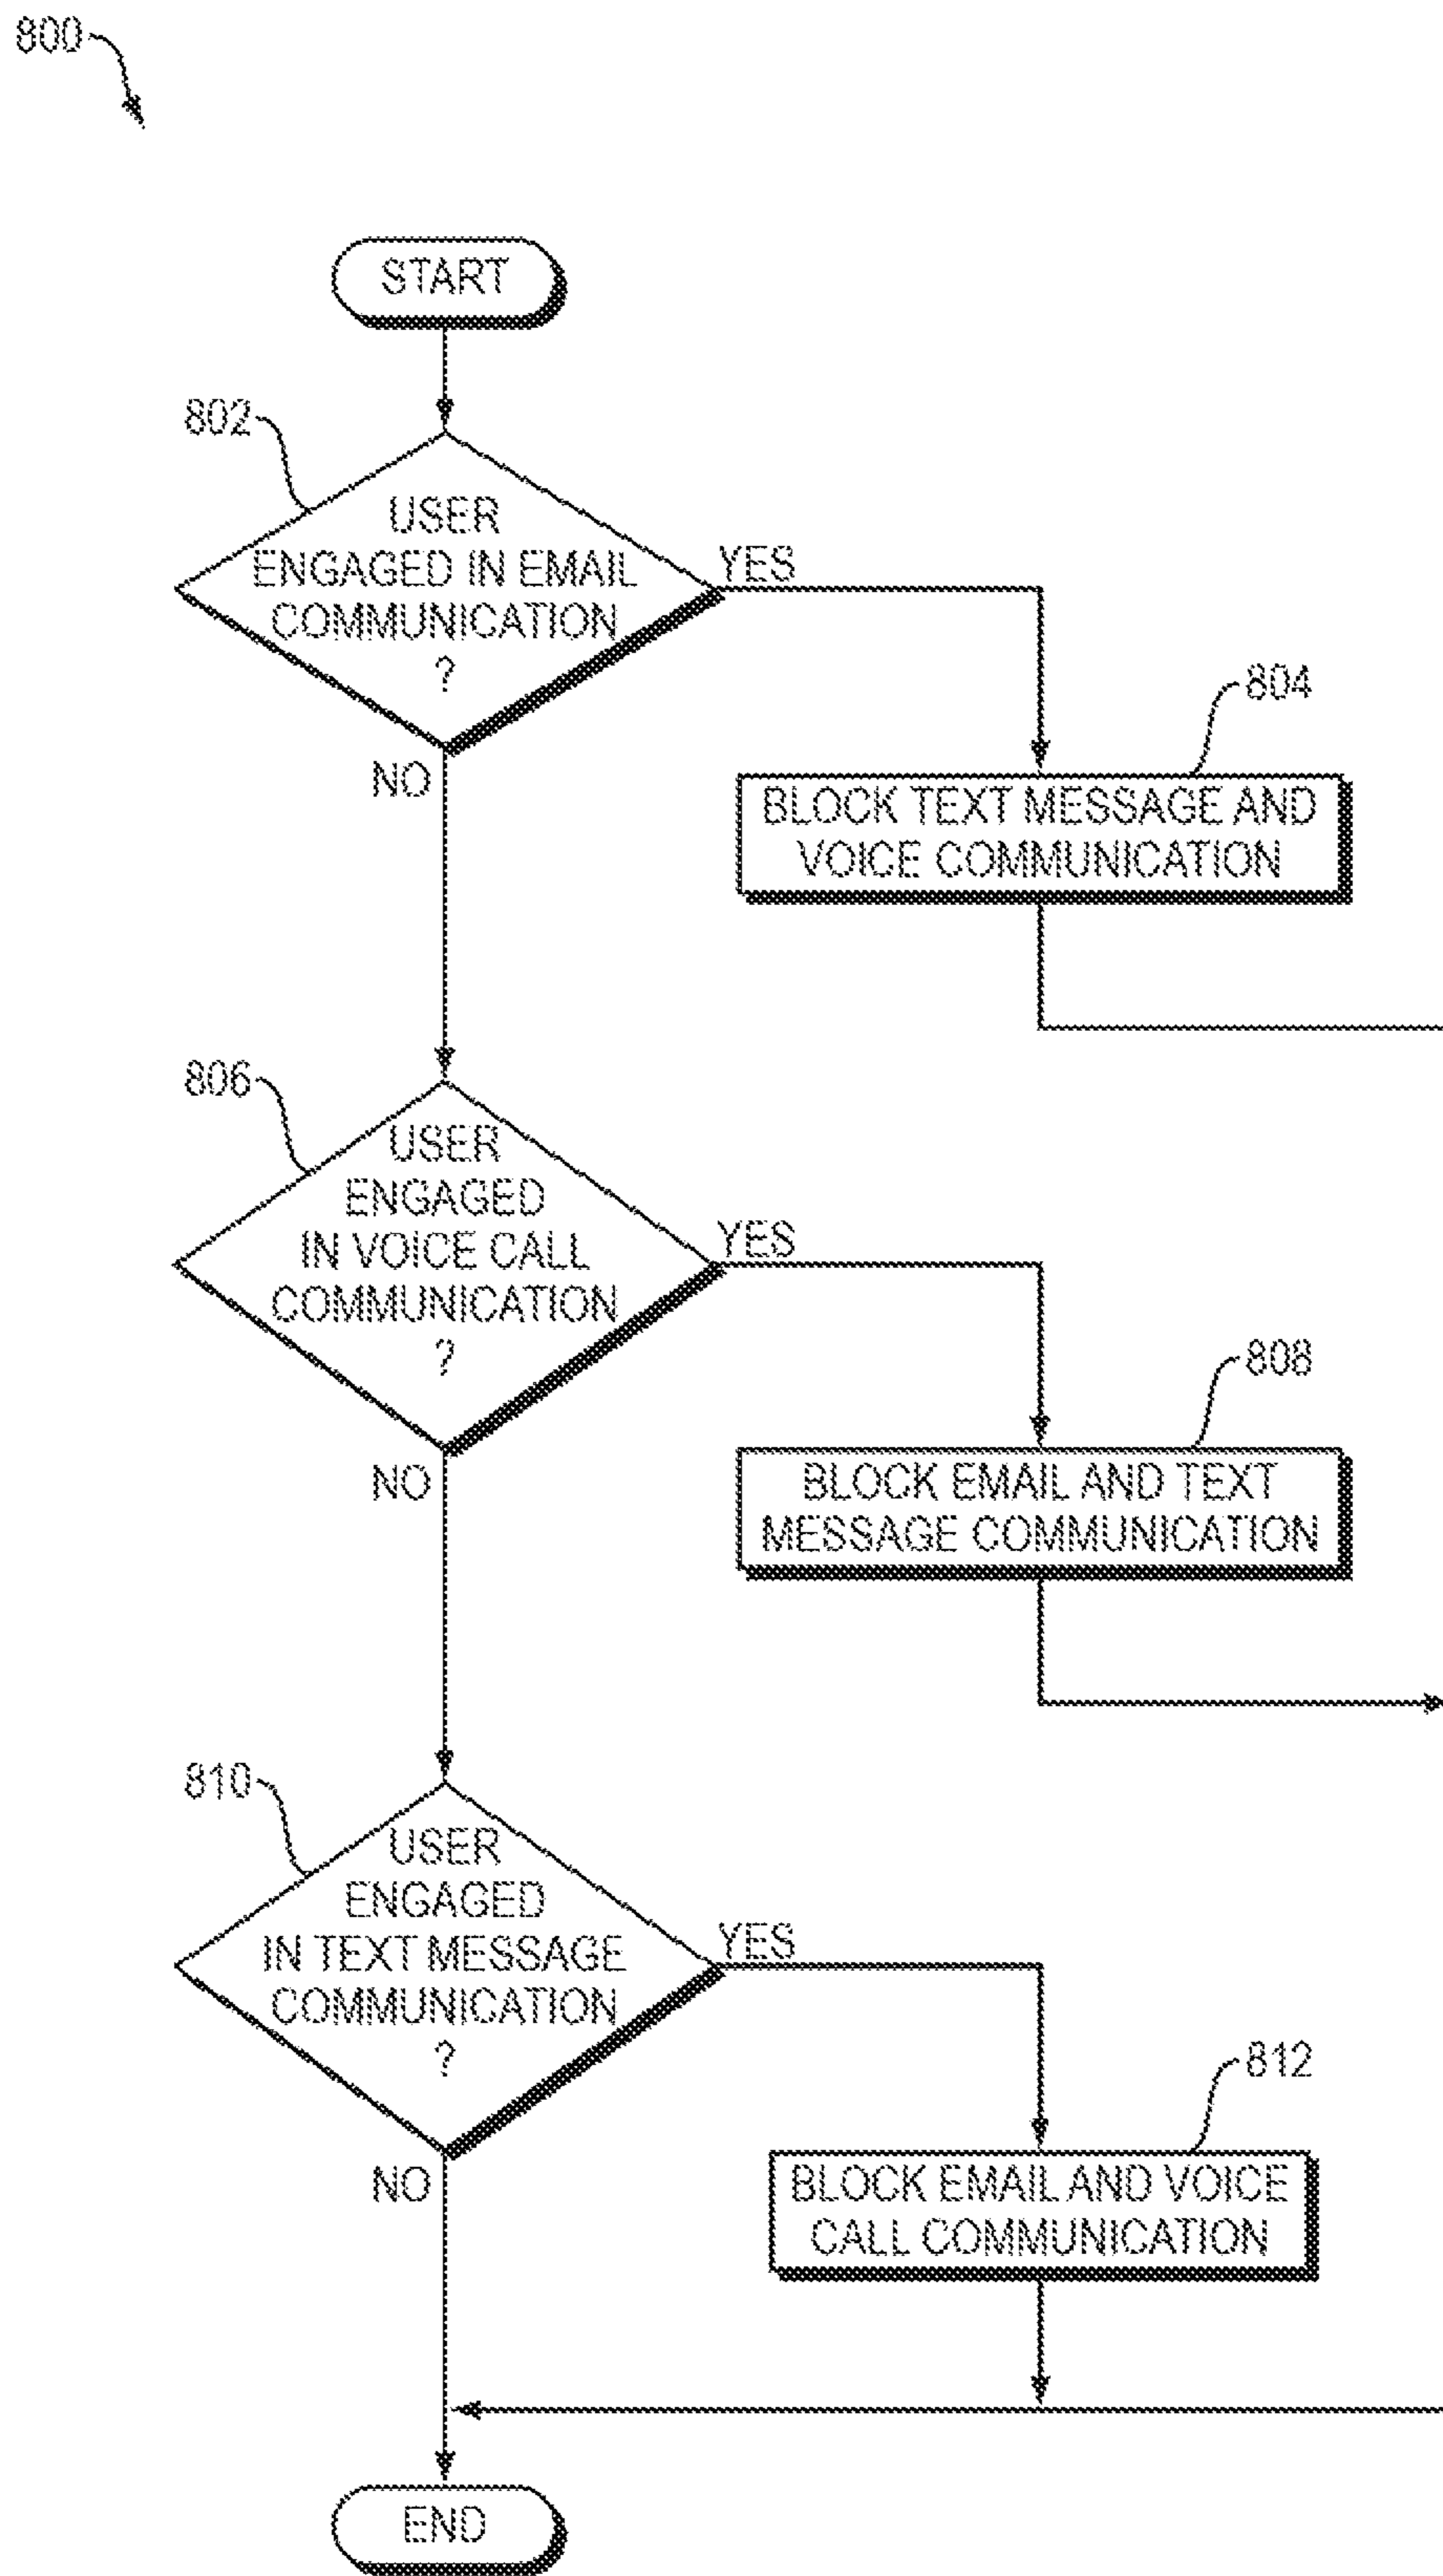 800
START
802
USER
ENGAGED IN EMAIL
COMMUNICATION
?
YES
NO
804
BLOCK TEXT MESSAGE AND
VOICE COMMUNICATION
806
USER
ENGAGED
IN VOICE CALL
COMMUNICATION
?
YES
NO
808
BLOCK EMAIL AND TEXT
MESSAGE COMMUNICATION
810
USER
ENGAGED
IN TEXT MESSAGE
COMMUNICATION
?
YES
NO
812
BLOCK EMAIL AND VOICE
CALL COMMUNICATION
END